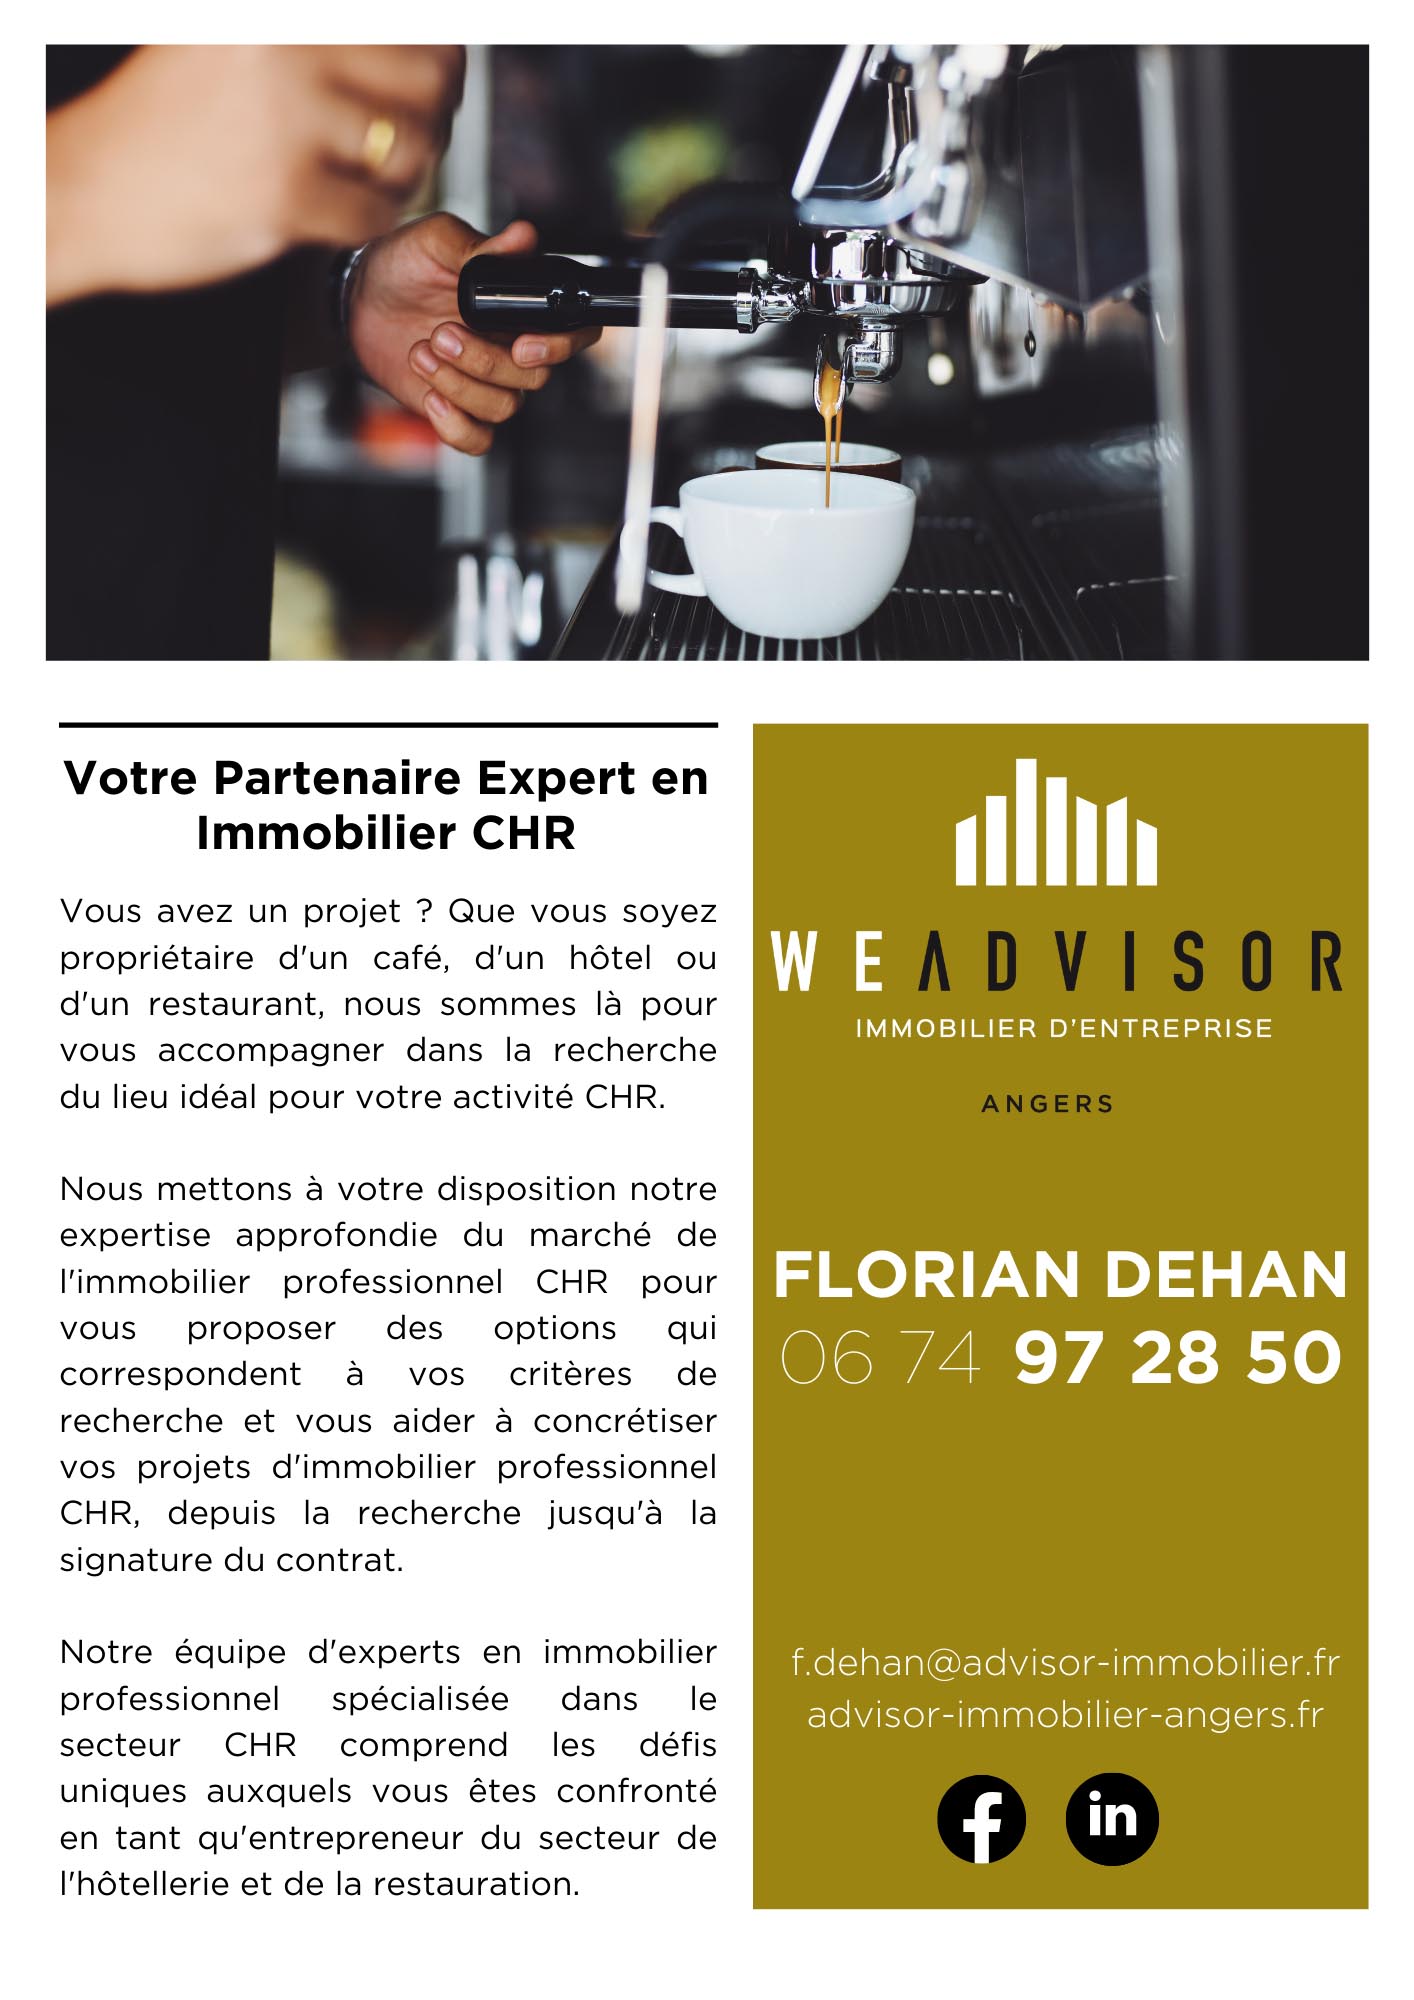 Votre Partenaire Expert en
Immobilier CHR
Vous avez un projet ? Que vous soyez
propriétaire d'un café, d'un hôtel ou
d'un restaurant, nous sommes là pour
vous accompagner dans la recherche
du lieu idéal pour votre activité CHR.
Nous mettons à votre disposition notre
expertise approfondie du marché de
l'immobilier professionnel CHR pour
vous proposer des options qui
correspondent à vos critères de
recherche et vous aider à concrétiser
vos projets d'immobilier professionnel
CHR, depuis la recherche jusqu'à la
signature du contrat.
Notre équipe d'experts en immobilier
professionnel spécialisée dans le
secteur CHR comprend les défis
uniques auxquels vous êtes confronté
en tant qu'entrepreneur du secteur de
l'hôtellerie et de la restauration.
WEADVISOR
IMMOBILIER D'ENTREPRISE
ANGERS
FLORIAN DEHAN
06 74 97 28 50
f.dehan@advisor-immobilier.fr
advisor-immobilier-angers.fr
f in